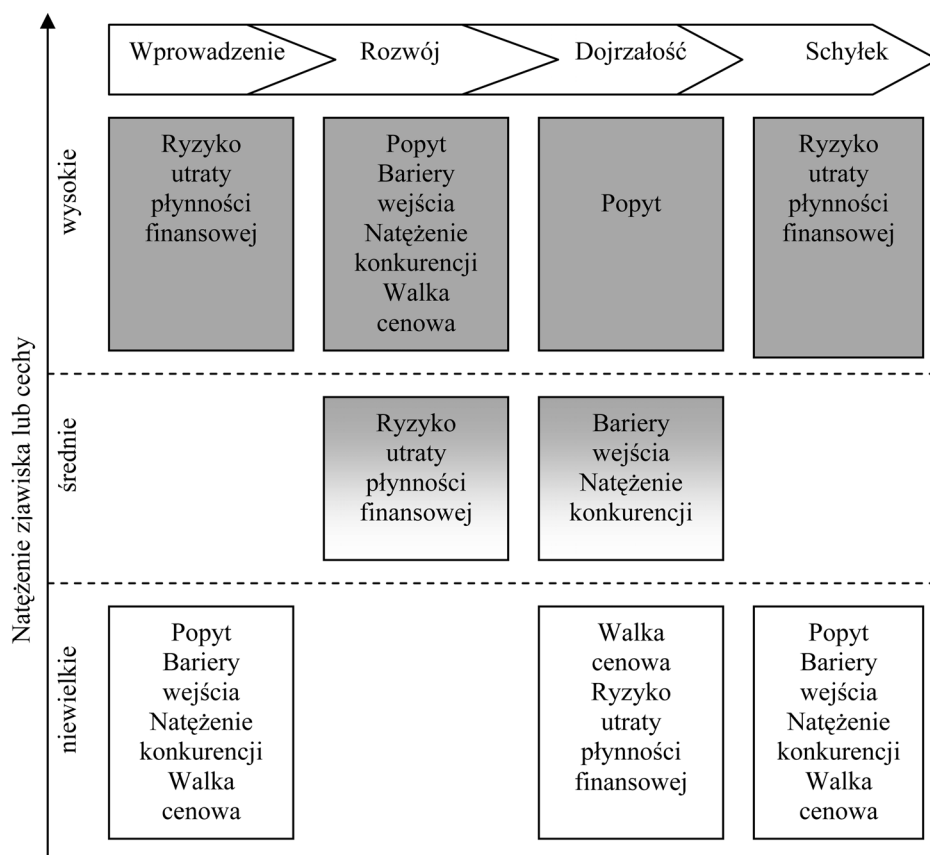 Wprowadzenie
Rozwój
Dojrzałość
Schyłek
Natężenie zjawiska lub cechy
wysokie
Ryzyko
utraty
płynności
finansowej
Popyt
Bariery
wejścia
Natężenie
konkurencji
Walka
cenowa
Popyt
Ryzyko
utraty
płynności
finansowej
średnie
Ryzyko
utraty
płynności
finansowej
Bariery
wejścia
Natężenie
konkurencji
niewielkie
Popyt
Bariery
wejścia
Natężenie
konkurencji
Walka
cenowa
Walka
cenowa
Ryzyko
utraty
płynności
finansowej
Popyt
Bariery
wejścia
Natężenie
konkurencji
Walka
cenowa